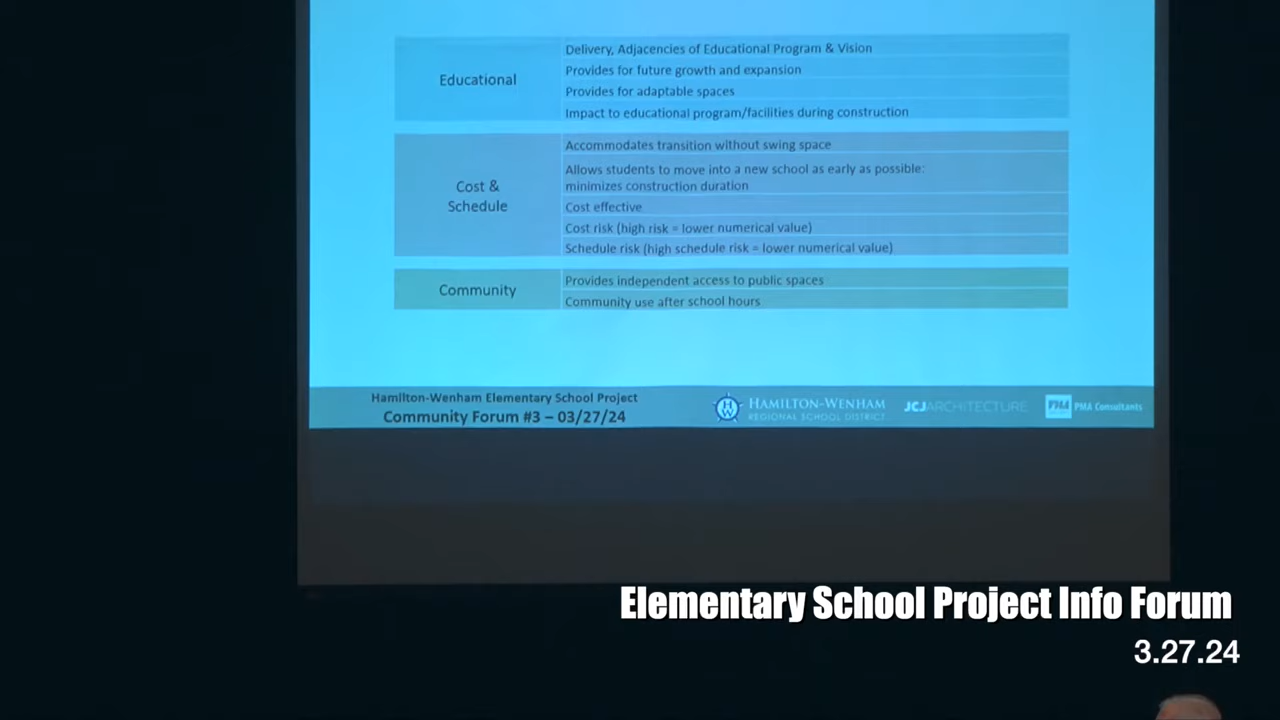 Educational
Delivery, Adjacencies of Educational Program & Vision
Provides for future growth and expansion
Provides for adaptable spaces
Impact to educational program/facilities during construction
Cost &
Schedule
Accommodates transition without swing space
Allows students to move into a new school as early as possible:
minimizes construction duration
Cost effective
Cost risk (high risk = lower numerical value)
Schedule risk (high schedule risk = lower numerical value)
Community
Provides independent access to public spaces
Community use after school hours
Hamilton-Wenham Elementary School Project
Community Forum #3 – 03/27/24
HW
HAMILTON-WENHAM
REGIONAL SCHOOL DISTRICT
JCJARCHITECTURE
PMA
PMA Consultants
Elementary School Project Info Forum
3.27.24